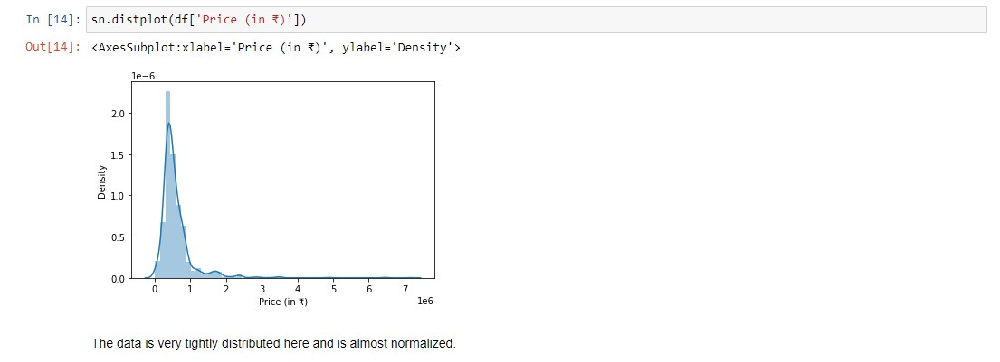 In [14]: sn.distplot(df['Price (in ₹)'])
Out[14]: <AxesSubplot:xlabel='Price (in ₹)', ylabel='Density'>
1e−6
2.0
1.5
1.0
0.5
0.0
Density
0 1 2 3 4 5 6 7
Price (in ₹)
1e6
The data is very tightly distributed here and is almost normalized.